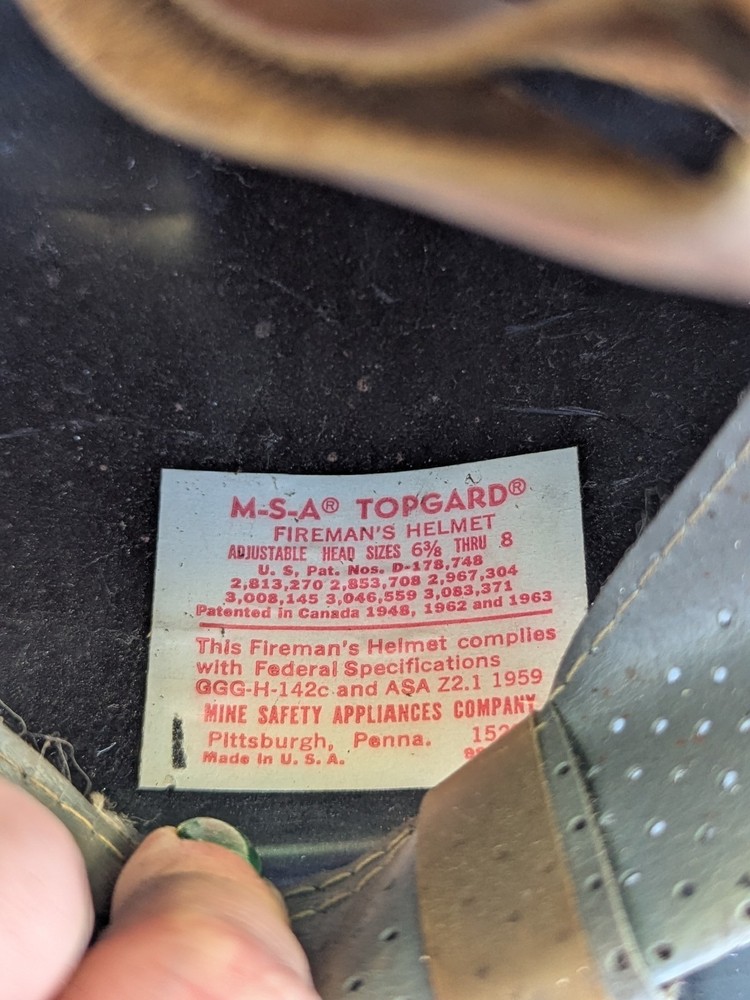 M-S-A® TOPGARD®
FIREMAN'S HELMET
ADJUSTABLE HEAD SIZES 6⅜ THRU 8
U. S, Pat. Nos. D-178,748
2,813,270 2,853,708 2,967,304
3,008,145 3,046,559 3,083,371
Patented in Canada 1948, 1962 and 1963
This Fireman's Helmet complies
with Federal Specifications
GGG-H-142c and ASA Z2.1 1959
MINE SAFETY APPLIANCES COMPANY
Pittsburgh, Penna. 152
Made in U. S. A.